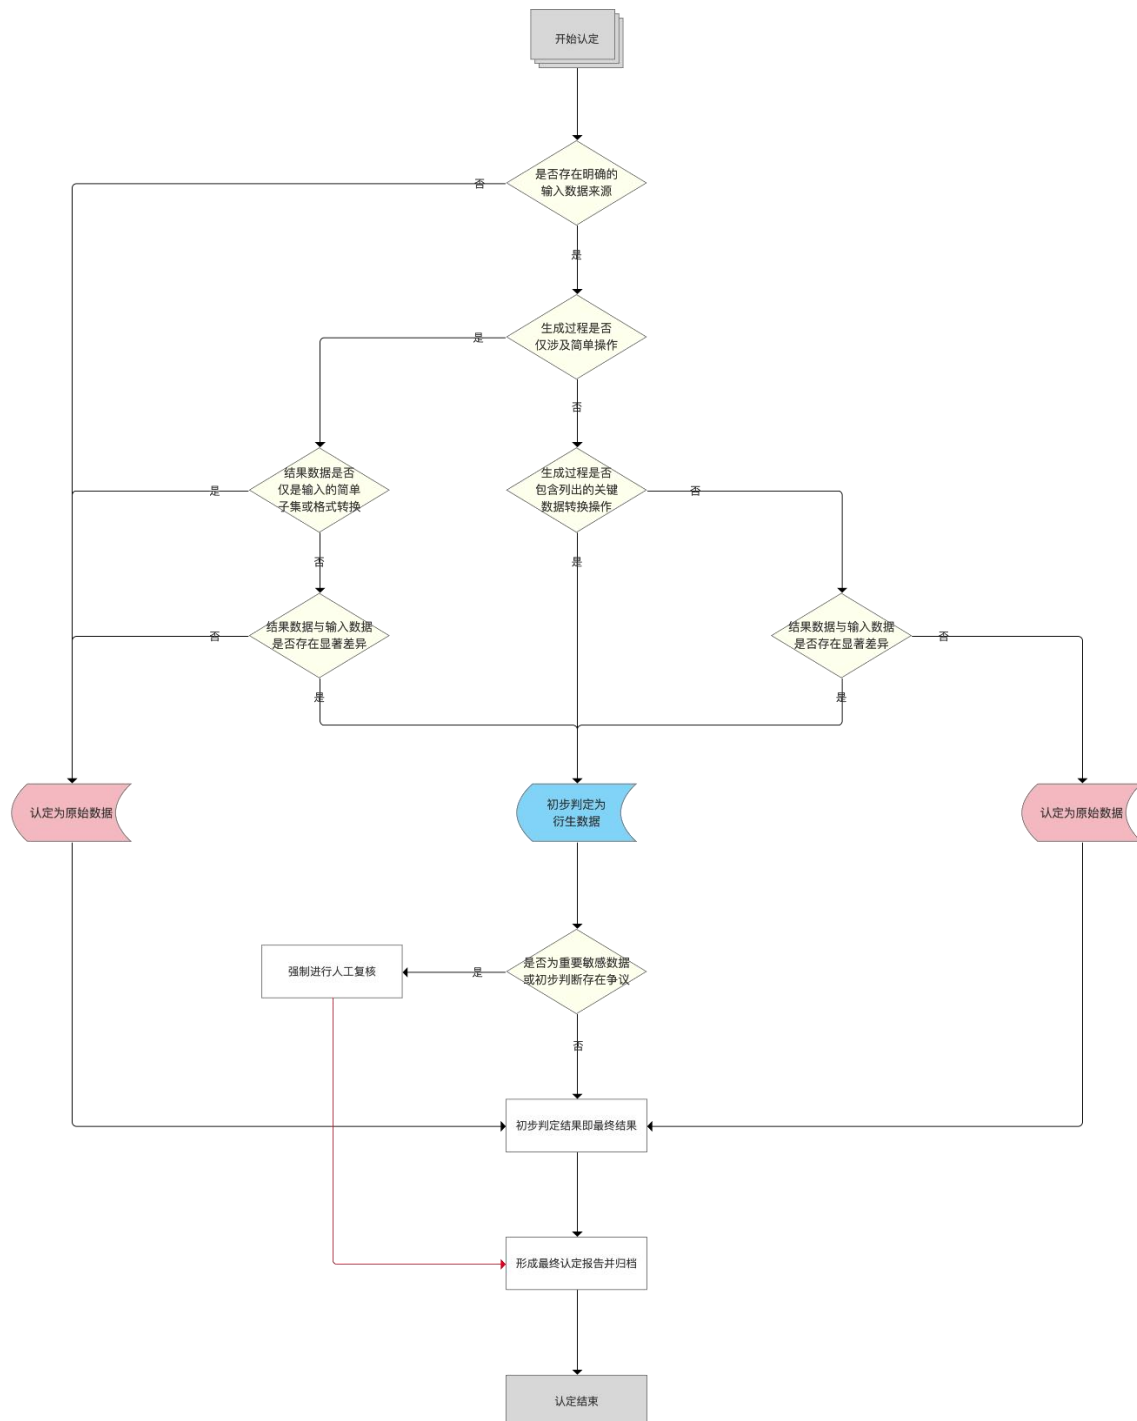 开始认定
是否存在明确的
输入数据来源
否
是
生成过程是否
仅涉及简单操作
是
否
结果数据是否
仅是输入的简单
子集或格式转换
是
生成过程是否
包含列出的关键
数据转换操作
否
否
是
结果数据与输入数据
是否存在显著差异
否
结果数据与输入数据
是否存在显著差异
否
是
是
认定为原始数据
初步判定为
衍生数据
认定为原始数据
强制进行人工复核
是
是否为重要敏感数据
或初步判断存在争议
否
初步判定结果即最终结果
形成最终认定报告并归档
认定结束